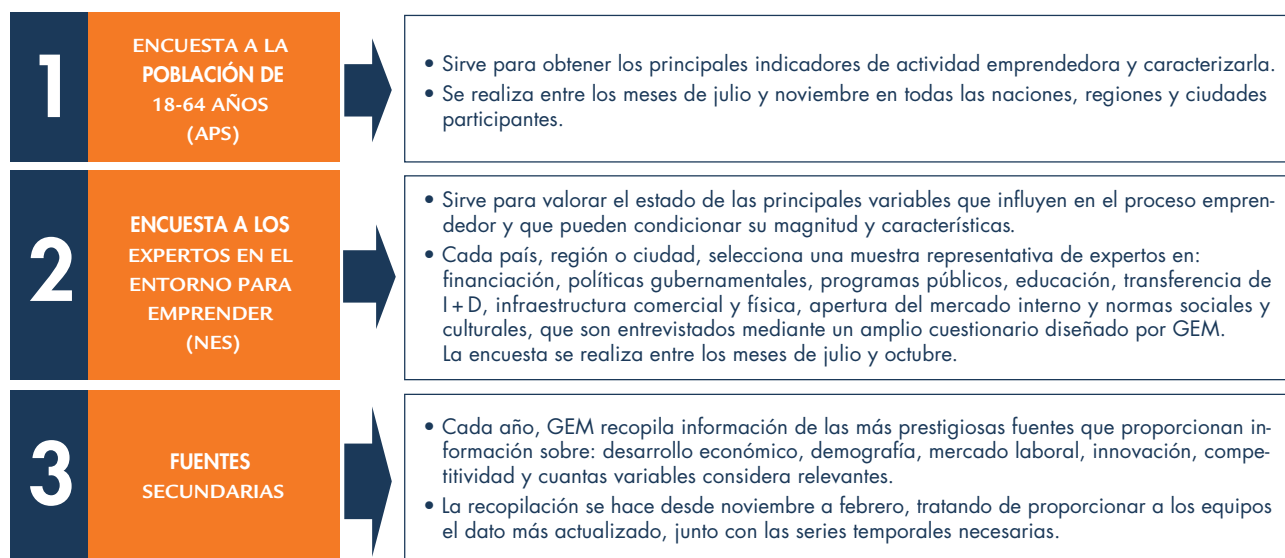 1
ENCUESTA A LA
POBLACIÓN DE
18-64 AÑOS
(APS)
• Sirve para obtener los principales indicadores de actividad emprendedora y caracterizarla.
• Se realiza entre los meses de julio y noviembre en todas las naciones, regiones y ciudades
participantes.
2
ENCUESTA A LOS
EXPERTOS EN EL
ENTORNO PARA
EMPRENDER
(NES)
• Sirve para valorar el estado de las principales variables que influyen en el proceso empren-
dedor y que pueden condicionar su magnitud y características.
• Cada país, región o ciudad, selecciona una muestra representativa de expertos en:
financiación, políticas gubernamentales, programas públicos, educación, transferencia de
I+D, infraestructura comercial y física, apertura del mercado interno y normas sociales y
culturales, que son entrevistados mediante un amplio cuestionario diseñado por GEM.
La encuesta se realiza entre los meses de julio y octubre.
3
FUENTES
SECUNDARIAS
• Cada año, GEM recopila información de las más prestigiosas fuentes que proporcionan in-
formación sobre: desarrollo económico, demografía, mercado laboral, innovación, compe-
titividad y cuantas variables considera relevantes.
• La recopilación se hace desde noviembre a febrero, tratando de proporcionar a los equipos
el dato más actualizado, junto con las series temporales necesarias.